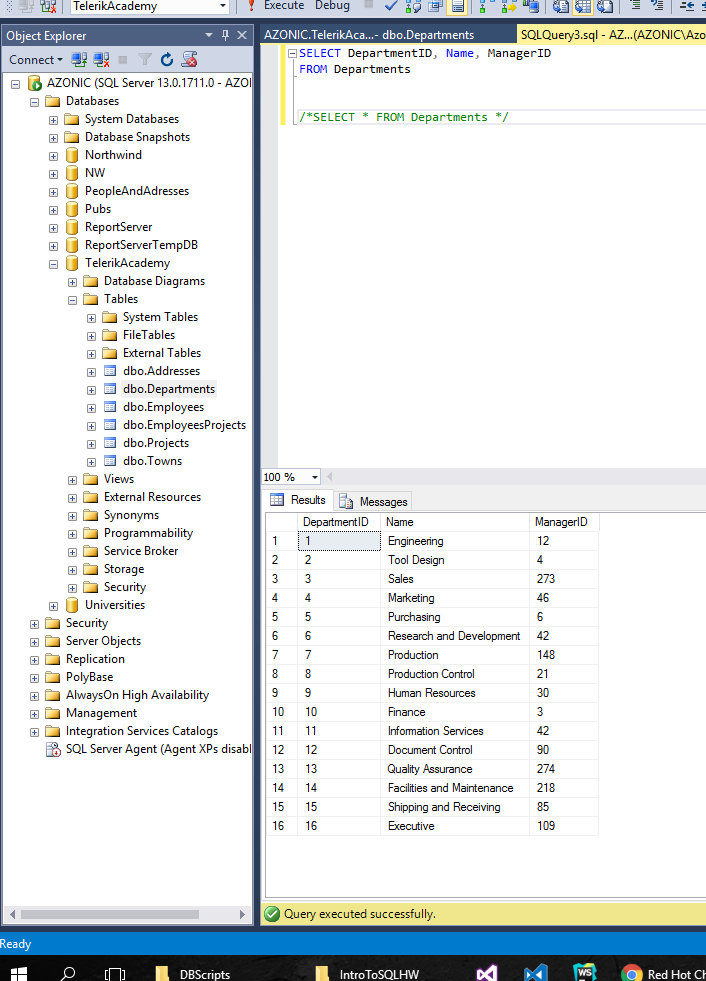 TelerikAcademy Execute Debug
Object Explorer
Connect
AZONIC (SQL Server 13.0.1711.0 - AZO
Databases
System Databases
Database Snapshots
Northwind
NW
PeopleAndAdresses
Pubs
ReportServer
ReportServerTempDB
TelerikAcademy
Database Diagrams
Tables
System Tables
FileTables
External Tables
dbo.Addresses
dbo.Departments
dbo.Employees
dbo.EmployeesProjects
dbo.Projects
dbo.Towns
Views
External Resources
Synonyms
Programmability
Service Broker
Storage
Security
Universities
Security
Server Objects
Replication
PolyBase
AlwaysOn High Availability
Management
Integration Services Catalogs
SQL Server Agent (Agent XPs disabl
AZONIC.TelerikAca...- dbo.Departments SQLQuery3.sql - AZ...(AZONIC\Azo
SELECT DepartmentID, Name, ManagerID
FROM Departments
/*SELECT * FROM Departments */
100 %
Results Messages
DepartmentID Name ManagerID
1 1 Engineering 12
2 2 Tool Design 4
3 3 Sales 273
4 4 Marketing 46
5 5 Purchasing 6
6 6 Research and Development 42
7 7 Production 148
8 8 Production Control 21
9 9 Human Resources 30
10 10 Finance 3
11 11 Information Services 42
12 12 Document Control 90
13 13 Quality Assurance 274
14 14 Facilities and Maintenance 218
15 15 Shipping and Receiving 85
16 16 Executive 109
Query executed successfully.
Ready
DBScripts IntroToSQLHW WS Red Hot Ch